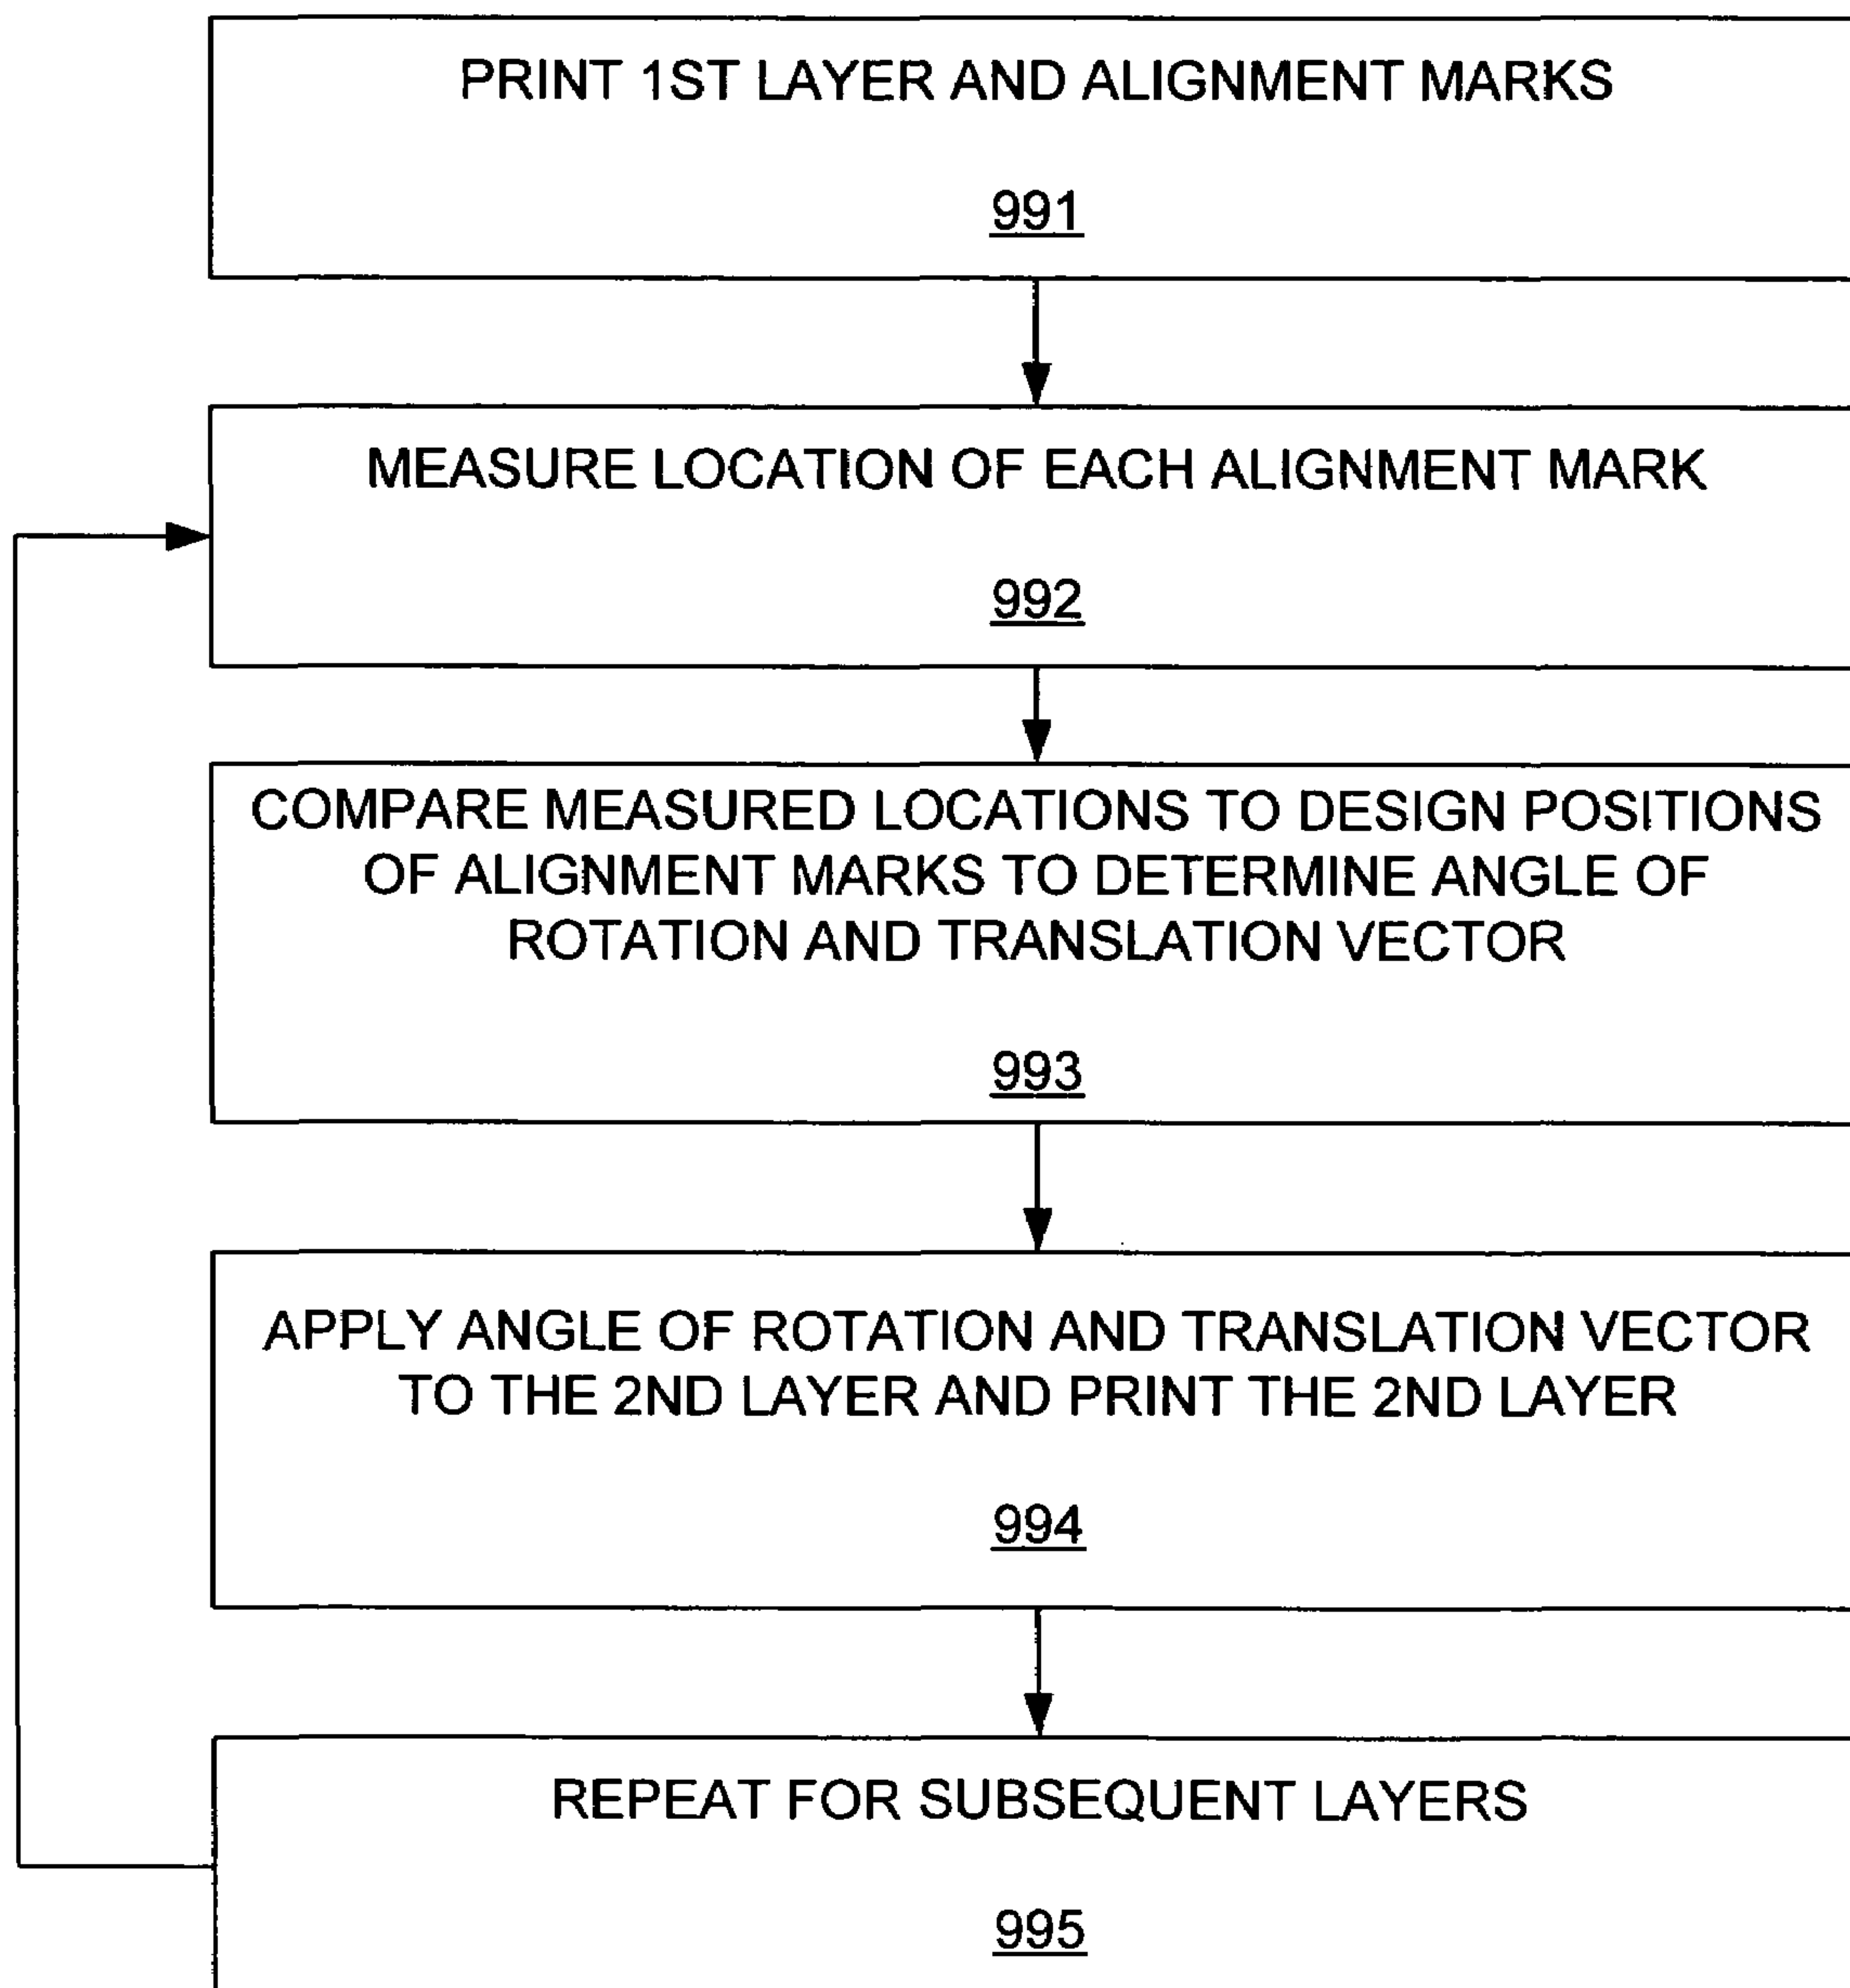 PRINT 1ST LAYER AND ALIGNMENT MARKS
991
MEASURE LOCATION OF EACH ALIGNMENT MARK
992
COMPARE MEASURED LOCATIONS TO DESIGN POSITIONS
OF ALIGNMENT MARKS TO DETERMINE ANGLE OF
ROTATION AND TRANSLATION VECTOR
993
APPLY ANGLE OF ROTATION AND TRANSLATION VECTOR
TO THE 2ND LAYER AND PRINT THE 2ND LAYER
994
REPEAT FOR SUBSEQUENT LAYERS
995